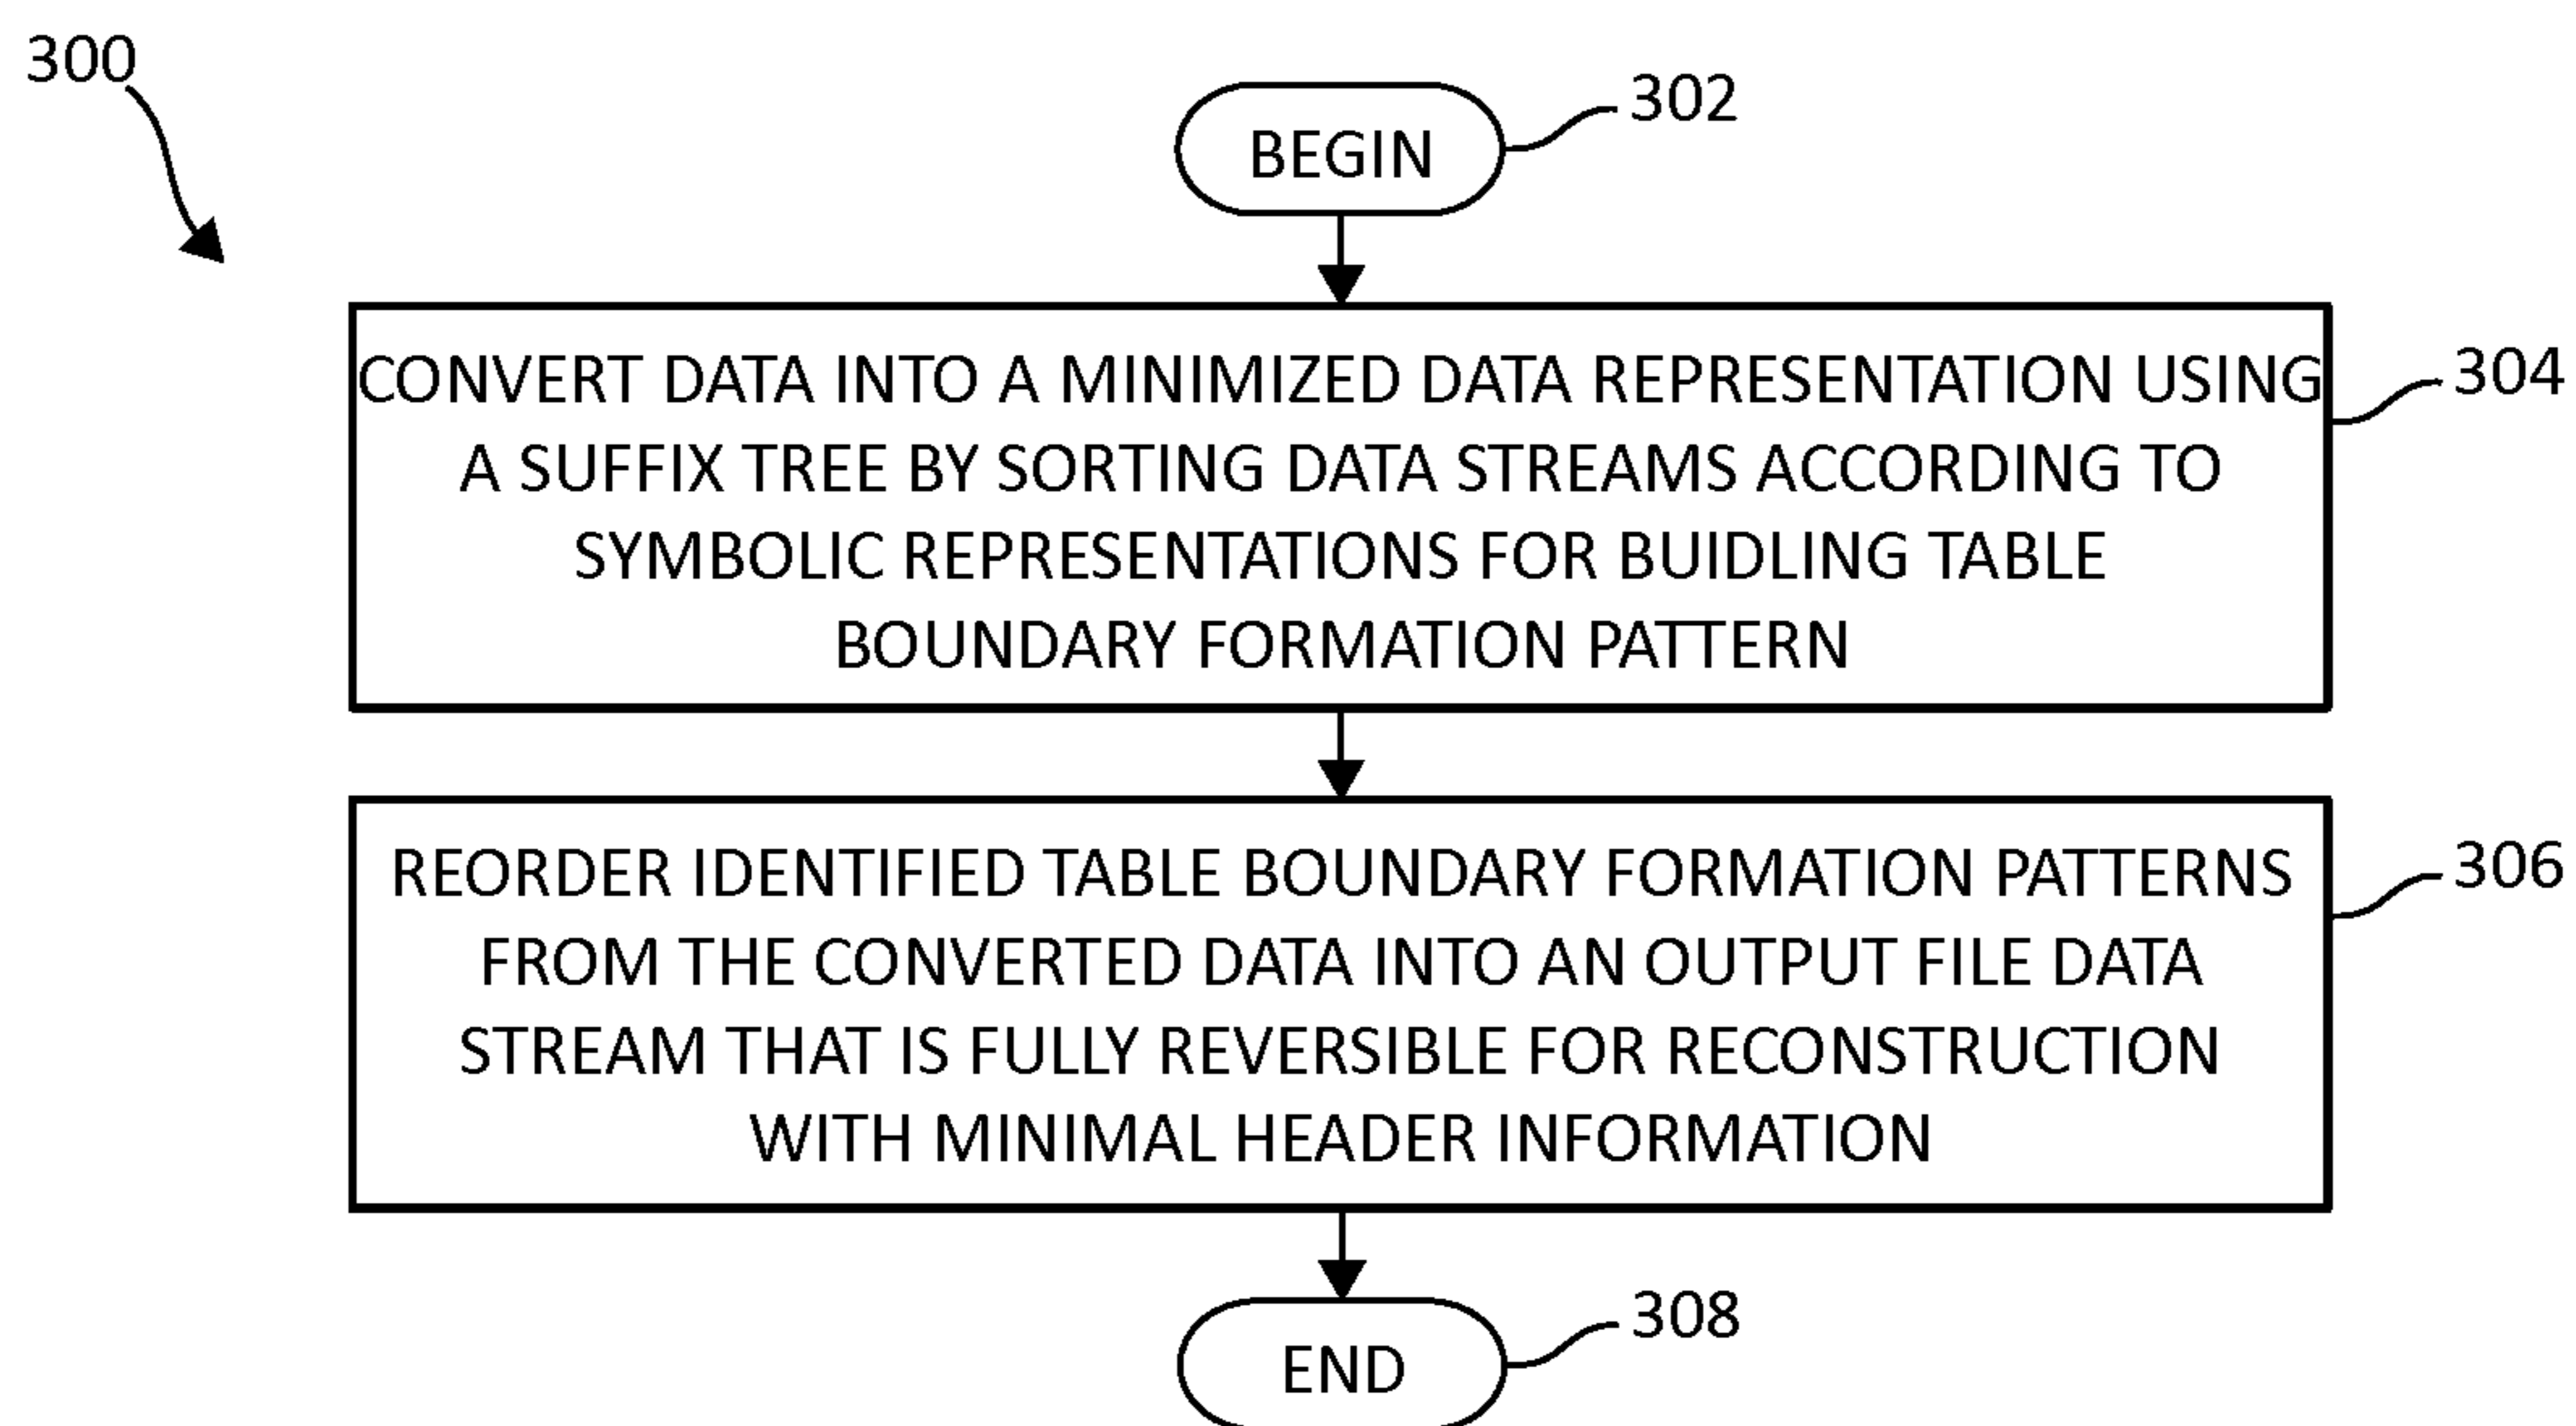 300
BEGIN
302
CONVERT DATA INTO A MINIMIZED DATA REPRESENTATION USING
A SUFFIX TREE BY SORTING DATA STREAMS ACCORDING TO
SYMBOLIC REPRESENTATIONS FOR BUIDLING TABLE
BOUNDARY FORMATION PATTERN
304
REORDER IDENTIFIED TABLE BOUNDARY FORMATION PATTERNS
FROM THE CONVERTED DATA INTO AN OUTPUT FILE DATA
STREAM THAT IS FULLY REVERSIBLE FOR RECONSTRUCTION
WITH MINIMAL HEADER INFORMATION
306
END
308